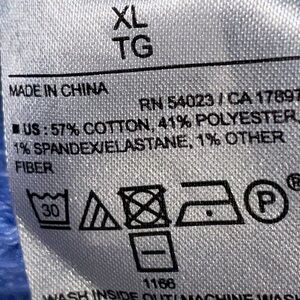 XL
TG
MADE IN CHINA
RN 54023 / CA 17897
US : 57% COTTON, 41% POLYESTER,
1% SPANDEX/ELASTANE, 1% OTHER
FIBER
30
P
1166
WASH INSIDE OUT/ MACHINE WASH